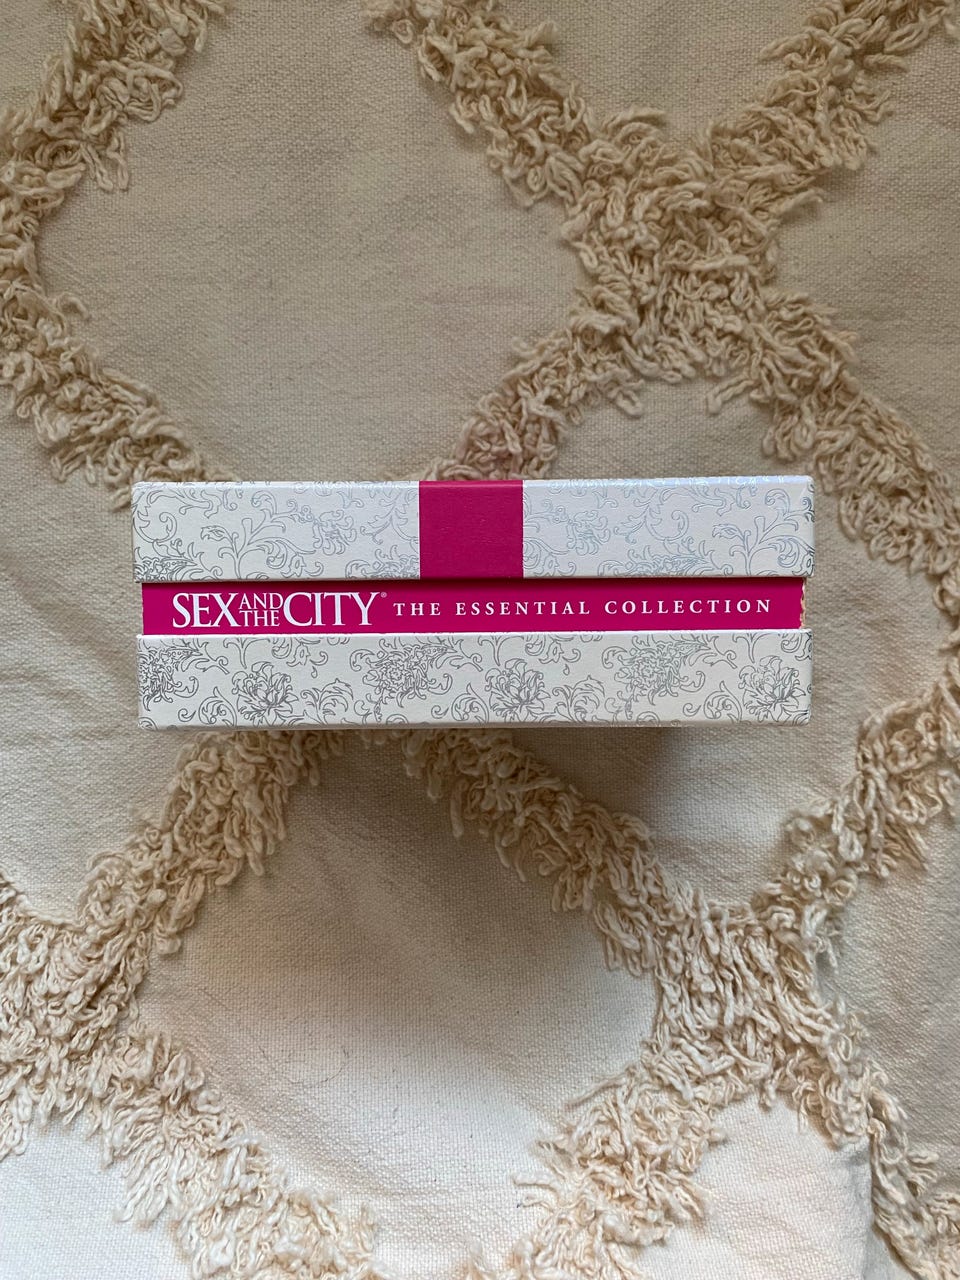 SEX AND THE CITY® THE ESSENTIAL COLLECTION